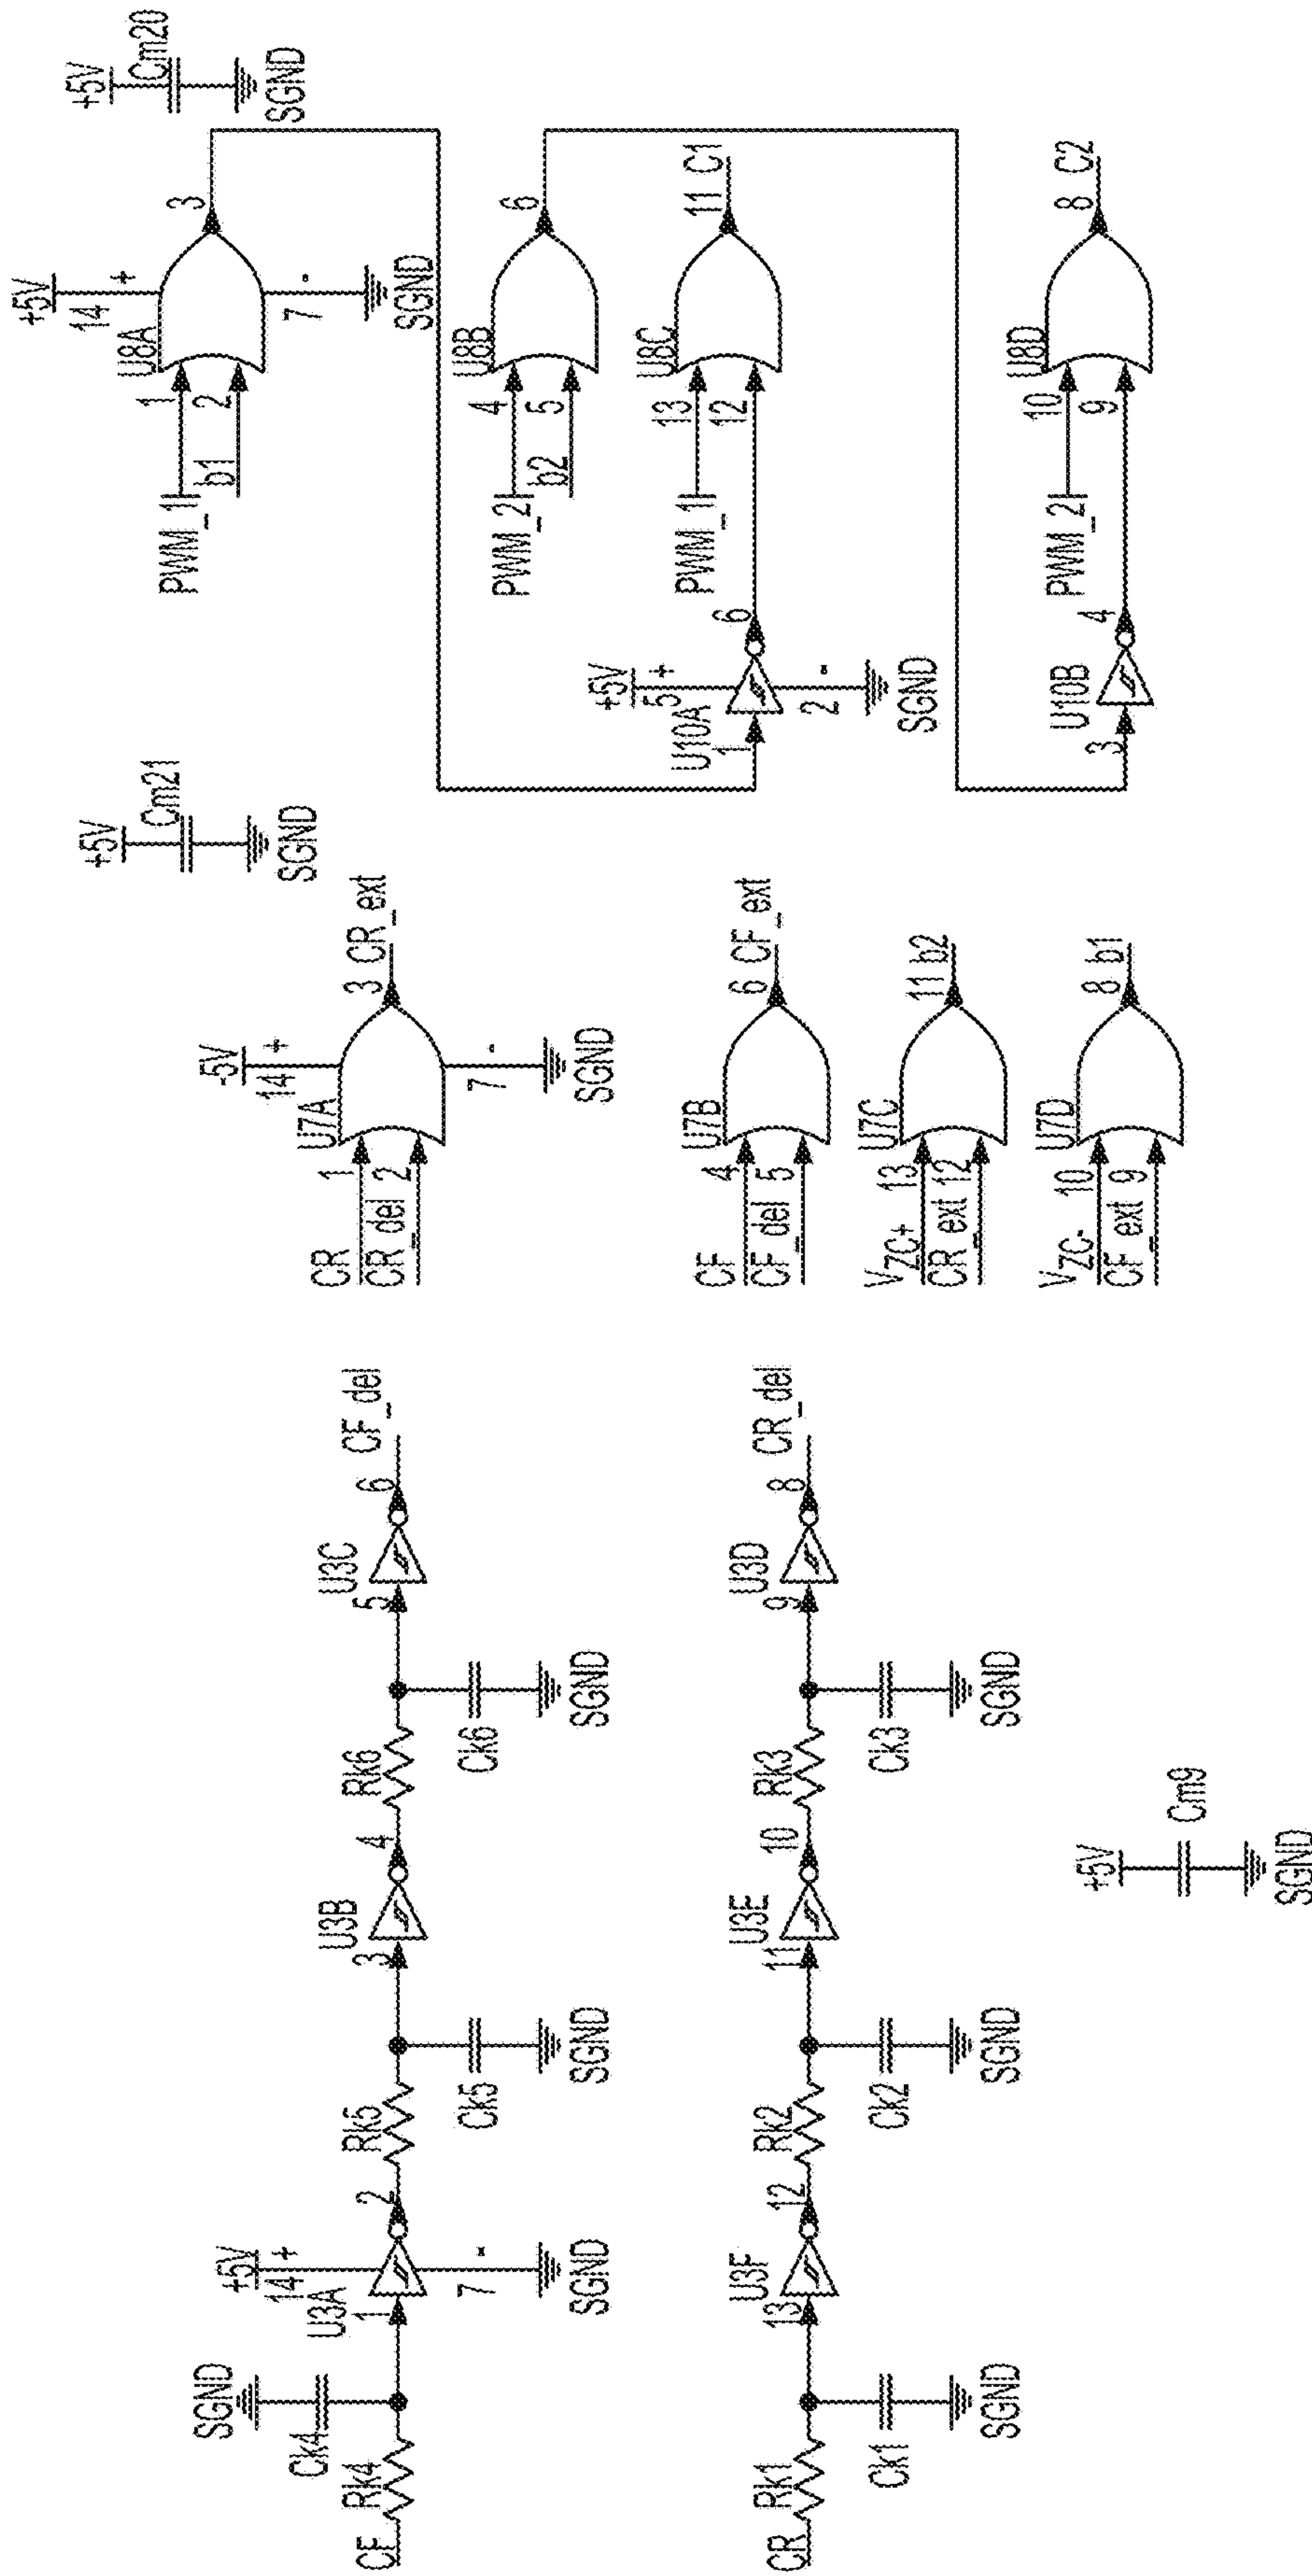 CF
Rk4
Ck4
SGND
+5V
14
+
U3A
1
2
7
-
SGND
Rk5
Ck5
SGND
U3B
3
4
Rk6
Ck6
SGND
U3C
5
6
CF_del
CR
Rk1
Ck1
SGND
U3F
13
12
Rk2
Ck2
SGND
U3E
11
10
Rk3
Ck3
SGND
U3D
9
8
CR_del
+5V
Cm9
SGND
-5V
14
+
U7A
CR
1
CR_del
2
3
CR_ext
7
-
SGND
+5V
Cm21
SGND
U7B
CF
4
CF_del
5
6
CF_ext
U7C
VZC+
13
CR_ext
12
11
b2
U7D
VZC-
10
CF_ext
9
8
b1
+5V
14
+
U8A
PWM_1
1
b1
2
3
7
-
SGND
+5V
Cm20
SGND
U8B
PWM_2
4
b2
5
6
U8C
PWM_1
13
12
11
C1
+5V
5
+
U10A
1
6
2
-
SGND
U8D
PWM_2
10
9
8
C2
U10B
3
4